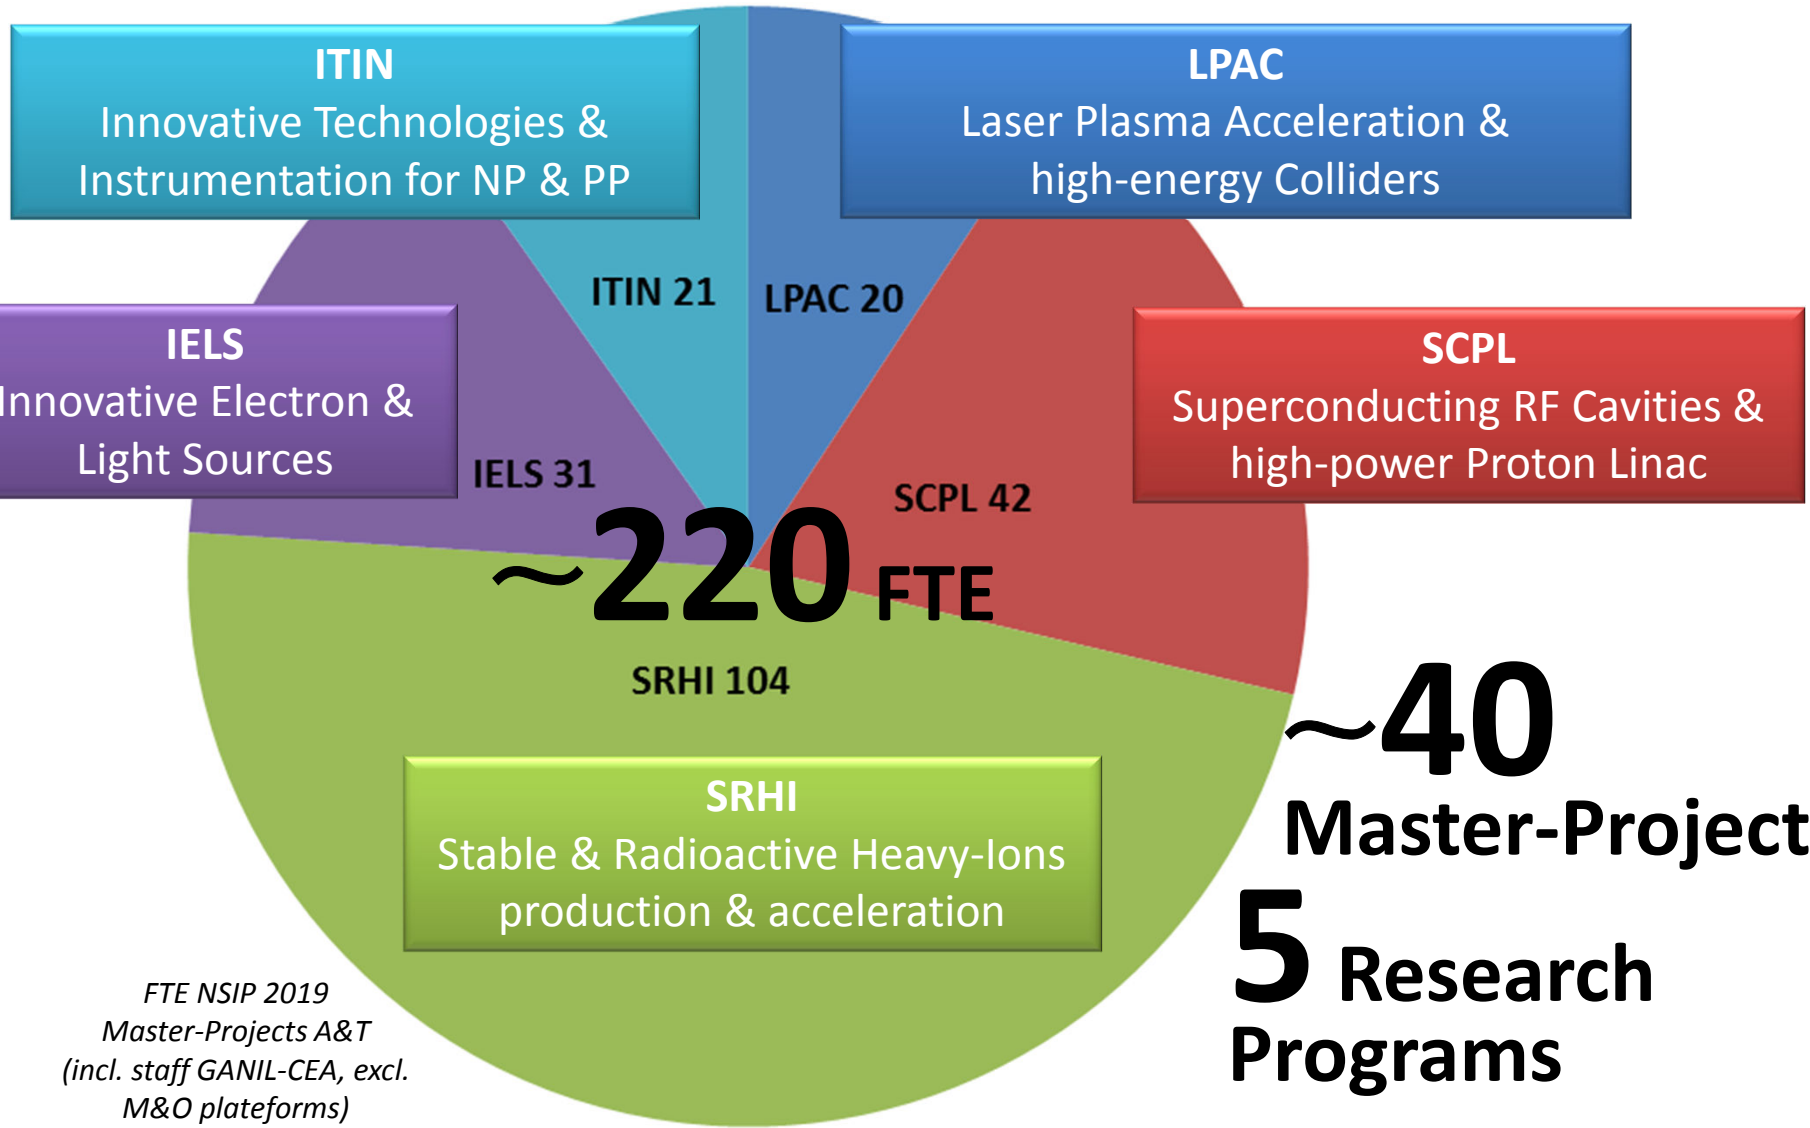 ITIN
Innovative Technologies &
Instrumentation for NP & PP
LPAC
Laser Plasma Acceleration &
high-energy Colliders
ITIN 21
LPAC 20
IELS
Innovative Electron &
Light Sources
SCPL
Superconducting RF Cavities &
high-power Proton Linac
IELS 31
SCPL 42
~220 FTE
SRHI 104
~40
Master-Project
SRHI
Stable & Radioactive Heavy-Ions
production & acceleration
5 Research
Programs
FTE NSIP 2019
Master-Projects A&T
(incl. staff GANIL-CEA, excl.
M&O plateforms)